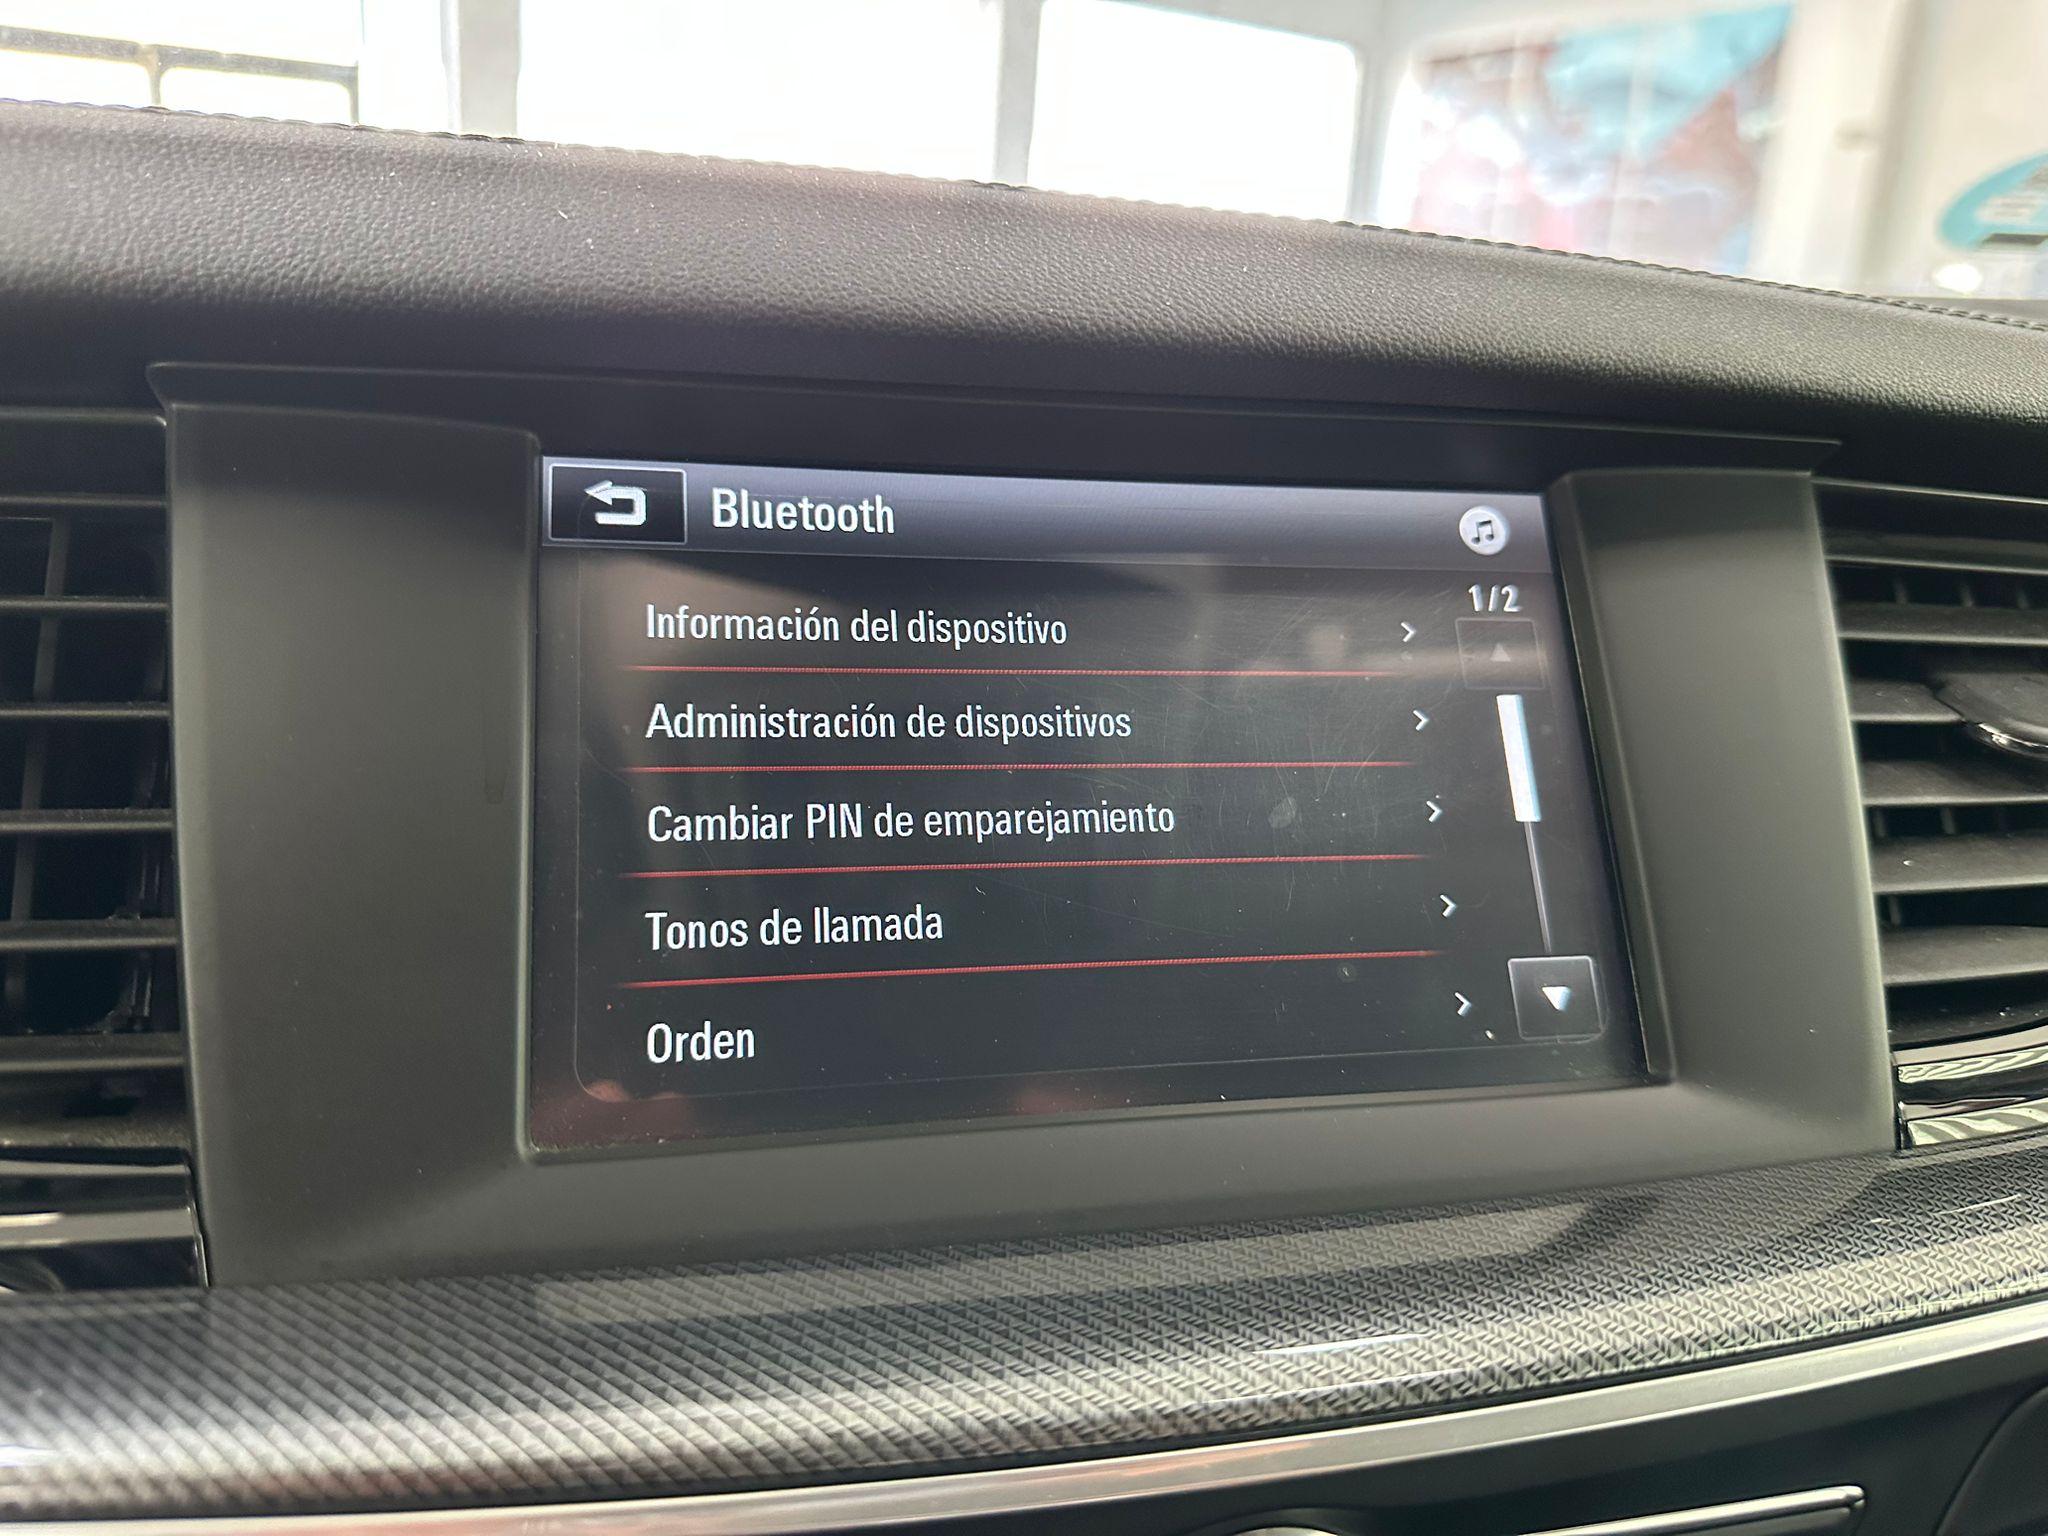 Bluetooth
1/2
Información del dispositivo
Administración de dispositivos
Cambiar PIN de emparejamiento
Tonos de llamada
Orden